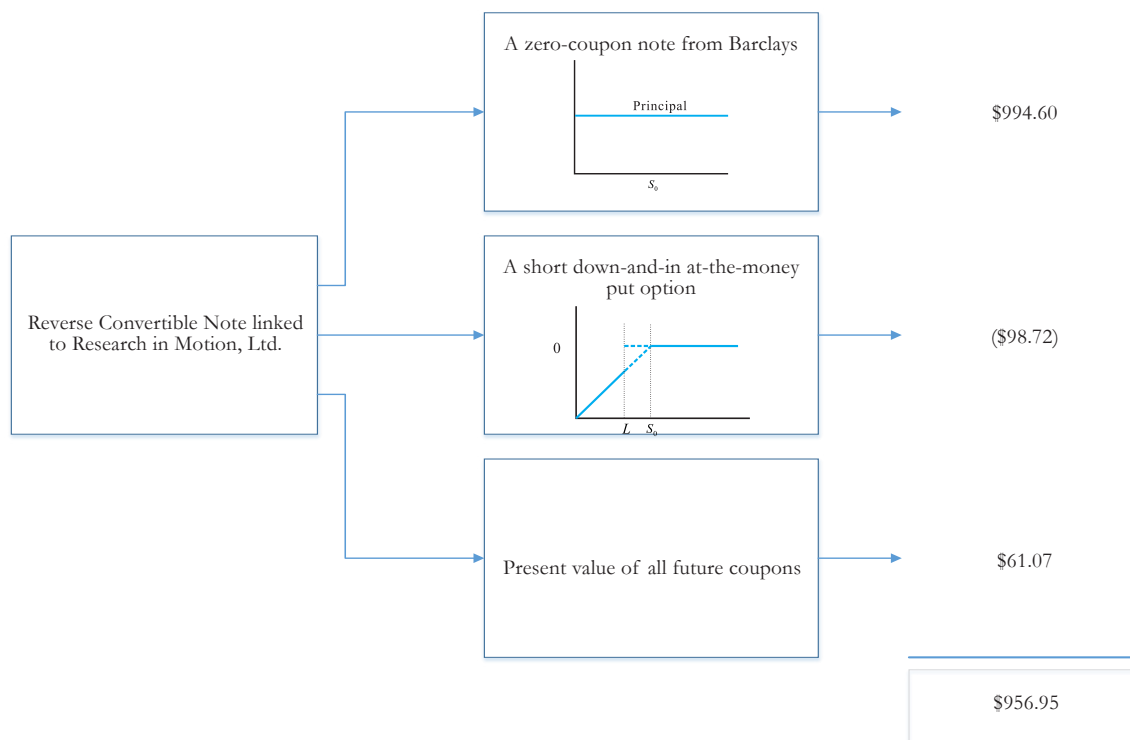 A zero-coupon note from Barclays
Principal
S₀
$994.60
Reverse Convertible Note linked
to Research in Motion, Ltd.
A short down-and-in at-the-money
put option
0
L S₀
($98.72)
Present value of all future coupons
$61.07
$956.95